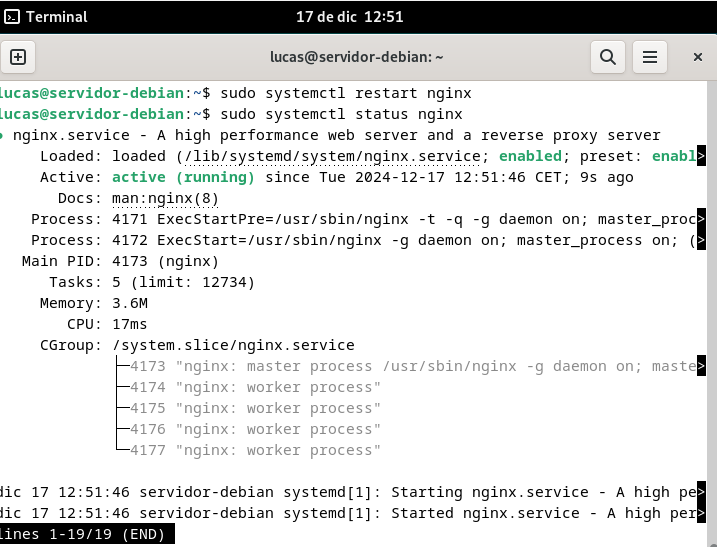 Terminal
17 de dic 12:51
lucas@servidor-debian: ~
lucas@servidor-debian:~$ sudo systemctl restart nginx
lucas@servidor-debian:~$ sudo systemctl status nginx
● nginx.service - A high performance web server and a reverse proxy server
Loaded: loaded (/lib/systemd/system/nginx.service; enabled; preset: enabl>
Active: active (running) since Tue 2024-12-17 12:51:46 CET; 9s ago
Docs: man:nginx(8)
Process: 4171 ExecStartPre=/usr/sbin/nginx -t -q -g daemon on; master_proc>
Process: 4172 ExecStart=/usr/sbin/nginx -g daemon on; master_process on; (>
Main PID: 4173 (nginx)
Tasks: 5 (limit: 12734)
Memory: 3.6M
CPU: 17ms
CGroup: /system.slice/nginx.service
├─4173 "nginx: master process /usr/sbin/nginx -g daemon on; maste>
├─4174 "nginx: worker process"
├─4175 "nginx: worker process"
├─4176 "nginx: worker process"
└─4177 "nginx: worker process"
dic 17 12:51:46 servidor-debian systemd[1]: Starting nginx.service - A high pe>
dic 17 12:51:46 servidor-debian systemd[1]: Started nginx.service - A high per>
lines 1-19/19 (END)